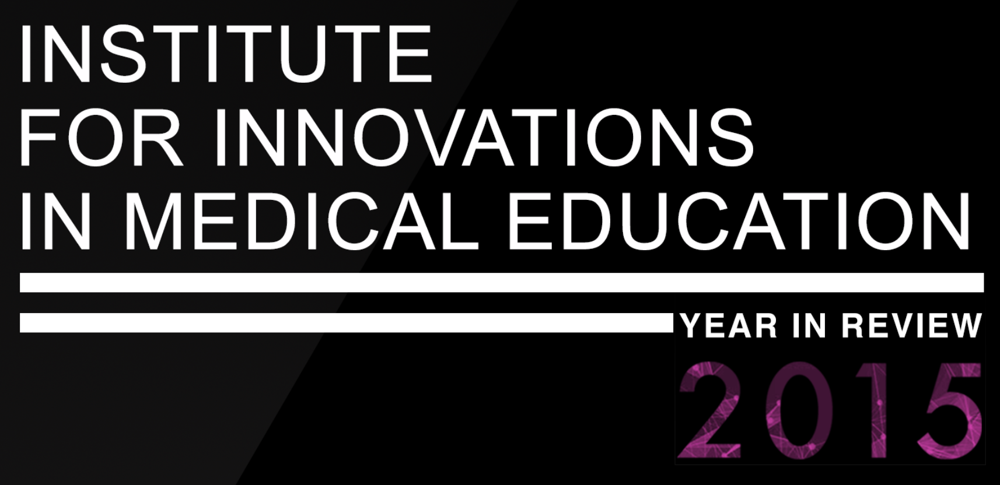 INSTITUTE
FOR INNOVATIONS
IN MEDICAL EDUCATION
YEAR IN REVIEW
2015